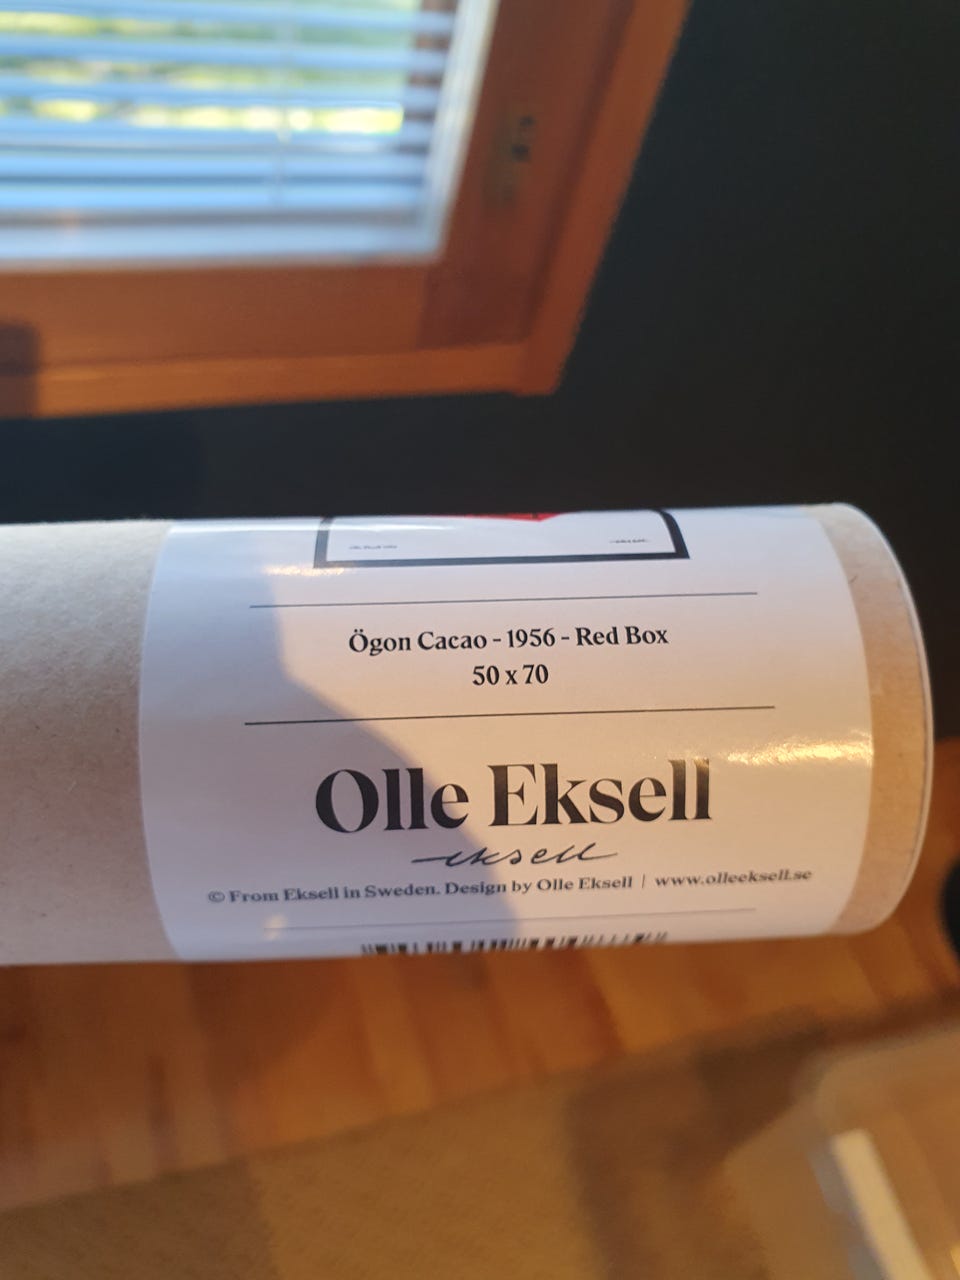 Ögon Cacao - 1956 - Red Box
50 x 70
Olle Eksell
eksell
© From Eksell in Sweden. Design by Olle Eksell | www.olleeksell.se